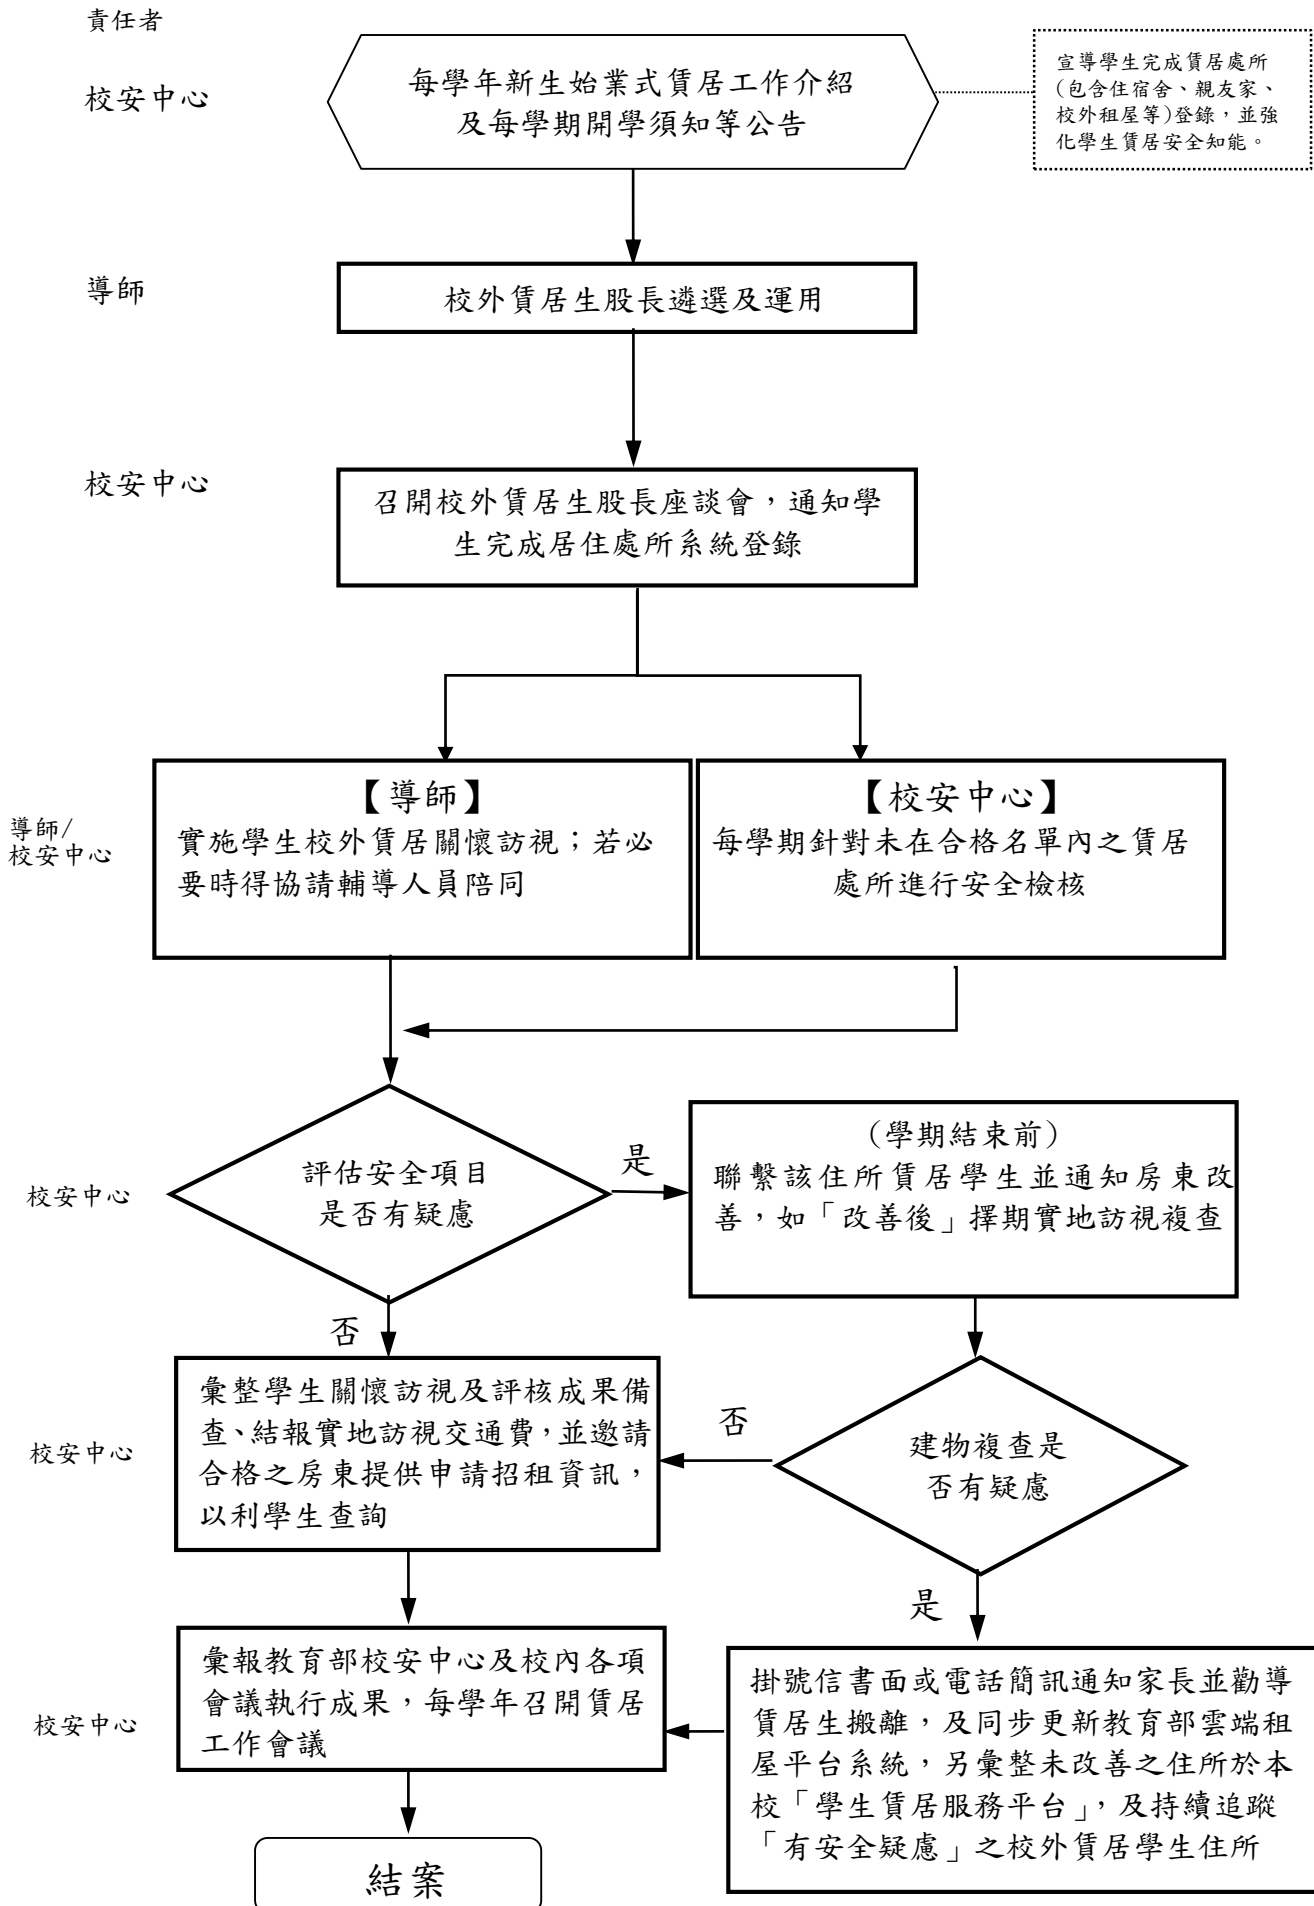 責任者
校安中心
每學年新生始業式賃居工作介紹
及每學期開學須知等公告
宣導學生完成賃居處所
(包含住宿舍、親友家、
校外租屋等)登錄，並強
化學生賃居安全知能。
導師
校外賃居生股長遴選及運用
校安中心
召開校外賃居生股長座談會，通知學
生完成居住處所系統登錄
導師/
校安中心
【導師】
實施學生校外賃居關懷訪視；若必
要時得協請輔導人員陪同
【校安中心】
每學期針對未在合格名單內之賃居
處所進行安全檢核
校安中心
評估安全項目
是否有疑慮
是
(學期結束前)
聯繫該住所賃居學生並通知房東改
善，如「改善後」擇期實地訪視複查
否
校安中心
彙整學生關懷訪視及評核成果備
查、結報實地訪視交通費，並邀請
合格之房東提供申請招租資訊，
以利學生查詢
否
建物複查是
否有疑慮
是
校安中心
彙報教育部校安中心及校內各項
會議執行成果，每學年召開賃居
工作會議
掛號信書面或電話簡訊通知家長並勸導
賃居生搬離，及同步更新教育部雲端租
屋平台系統，另彙整未改善之住所於本
校「學生賃居服務平台」，及持續追蹤
「有安全疑慮」之校外賃居學生住所
結案